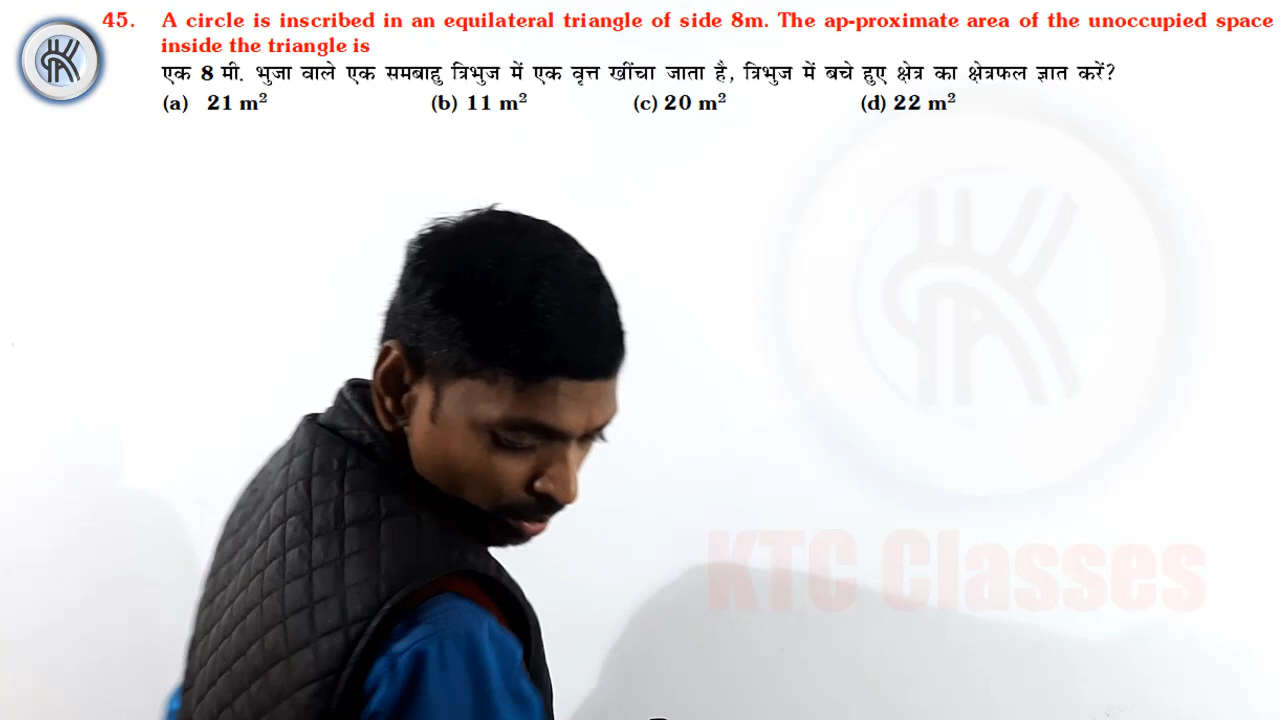 45. A circle is inscribed in an equilateral triangle of side 8m. The ap-proximate area of the unoccupied space
inside the triangle is
एक 8 मी. भुजा वाले एक समबाहु त्रिभुज में एक वृत्त खींचा जाता है, त्रिभुज में बचे हुए क्षेत्र का क्षेत्रफल ज्ञात करें?
(a) 21 m² (b) 11 m² (c) 20 m² (d) 22 m²
KTC Classes